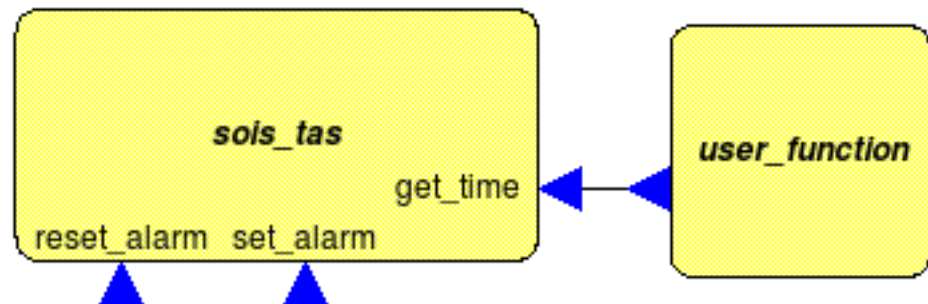 sois_tas
user_function
get_time
reset_alarm set_alarm